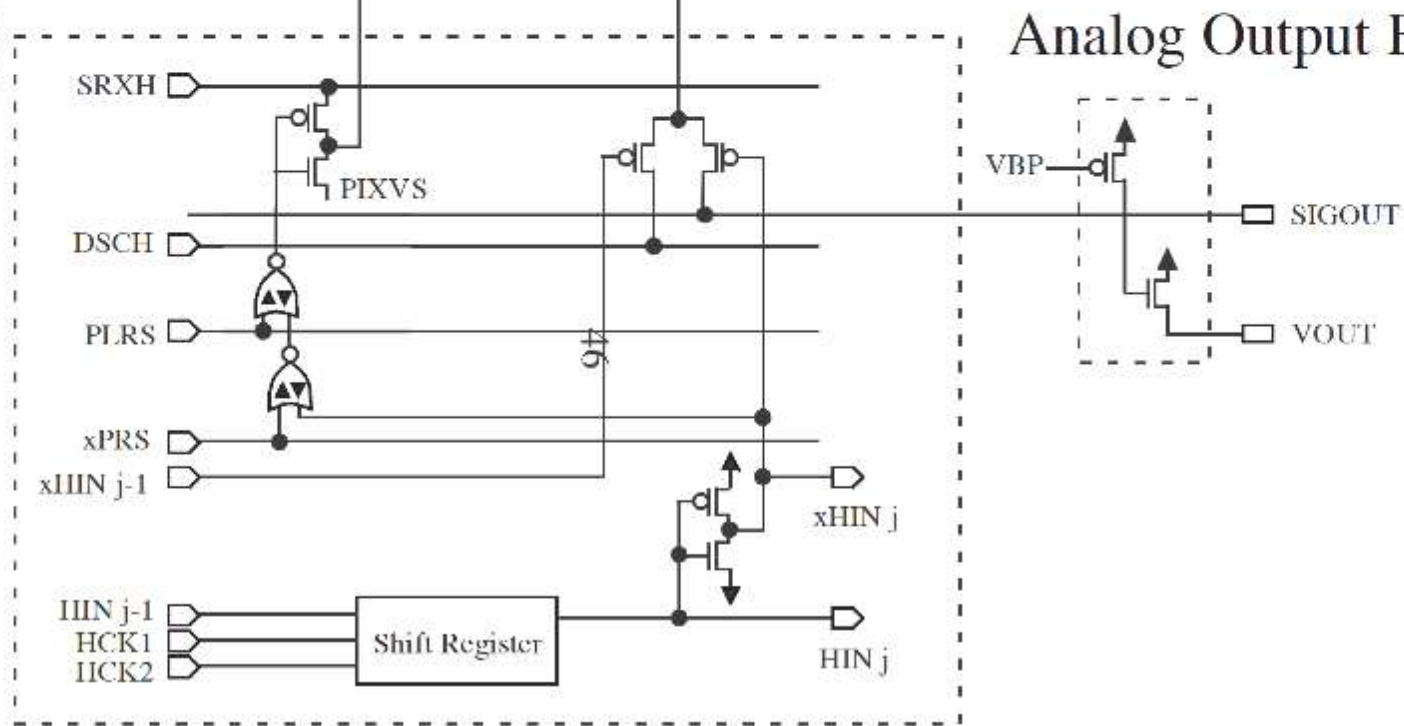 Analog Output
SRXH
PIXVS
VBP
SIGOUT
DSCH
PLRS
46
VOUT
xPRS
xHIN j-1
xHIN j
HIN j-1
HCK1
HCK2
Shift Register
HIN j